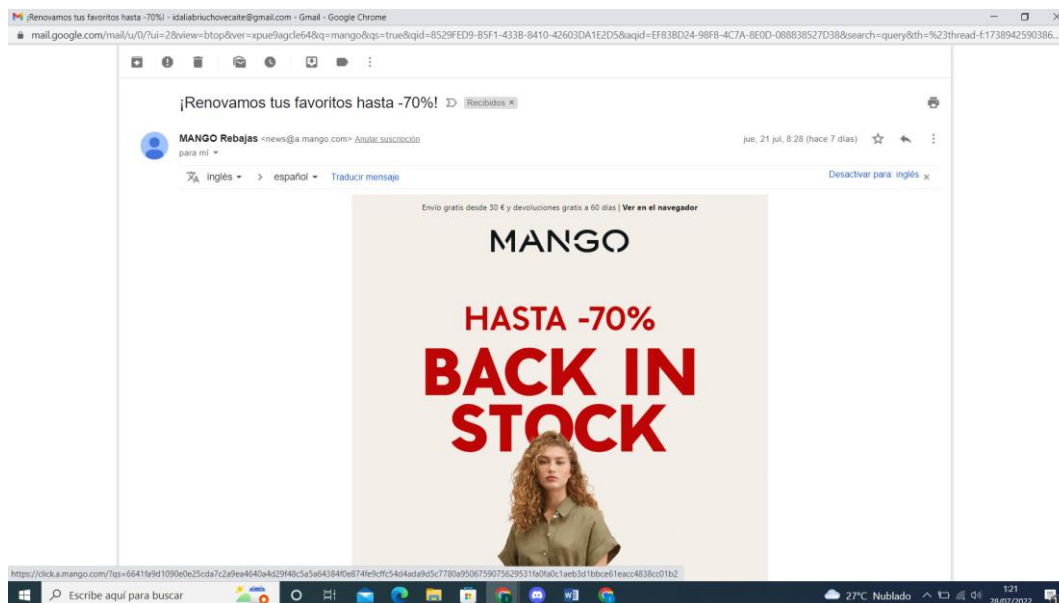 ¡Renovamos tus favoritos hasta -70%! - idaliabriuchovecaite@gmail.com - Gmail - Google Chrome
mail.google.com/mail/u/0/?ui=2&view=btop&ver=xpue9agcle64&q=mango&qs=true&qid=8529FED9-B5F1-433B-8410-42603DA1E2D5&aqid=EF83BD24-98F8-4C7A-8E0D-088838527D38&search=query&th=%23thread-f:1738942590386...
¡Renovamos tus favoritos hasta -70%! Recibidos ×
MANGO Rebajas <news@a.mango.com> Anular suscripción jue, 21 jul, 8:28 (hace 7 días)
para mí
inglés > español Traducir mensaje Desactivar para: inglés ×
Envío gratis desde 30 € y devoluciones gratis a 60 días | Ver en el navegador
MANGO
HASTA -70%
BACK IN
STOCK
https://click.a.mango.com/?qs=6641fa9d1090e0e25cda7c2a9ea4640a4d29f48c5a5a64384f0e874fe9cffc54d4ada9d5c7780a9506759075629531fa0fa0c1aeb3d1bbce61eacc4838cc01b2
Escribe aquí para buscar 27°C Nublado 1:21
28/07/2022